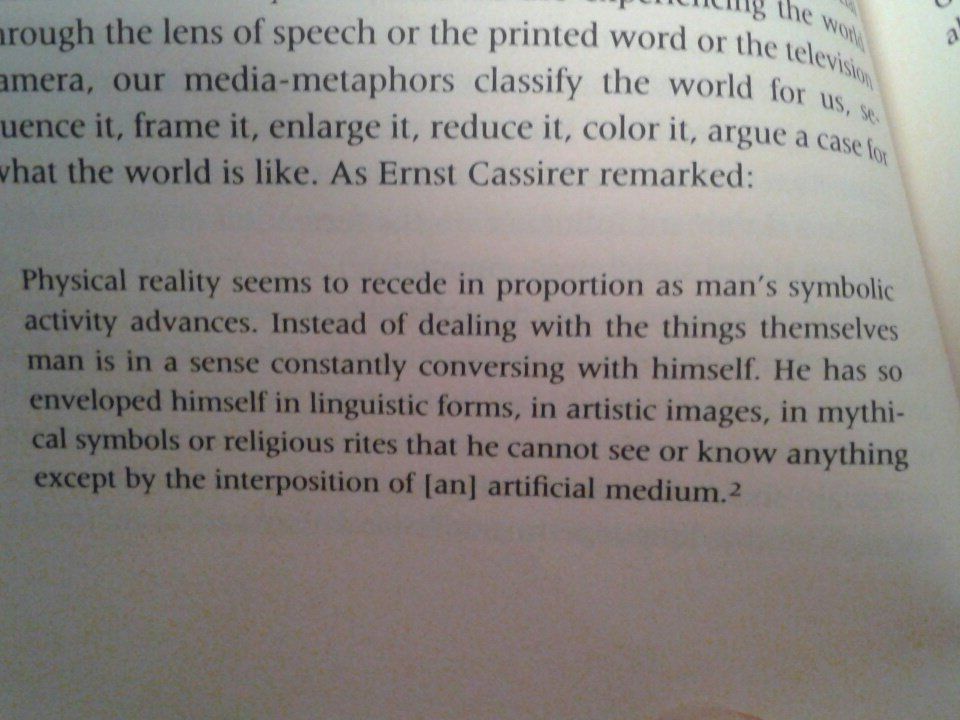 experiencing the world
hrough the lens of speech or the printed word or the television
amera, our media-metaphors classify the world for us, se-
uence it, frame it, enlarge it, reduce it, color it, argue a case for
what the world is like. As Ernst Cassirer remarked:
Physical reality seems to recede in proportion as man's symbolic
activity advances. Instead of dealing with the things themselves
man is in a sense constantly conversing with himself. He has so
enveloped himself in linguistic forms, in artistic images, in mythi-
cal symbols or religious rites that he cannot see or know anything
except by the interposition of [an] artificial medium.2